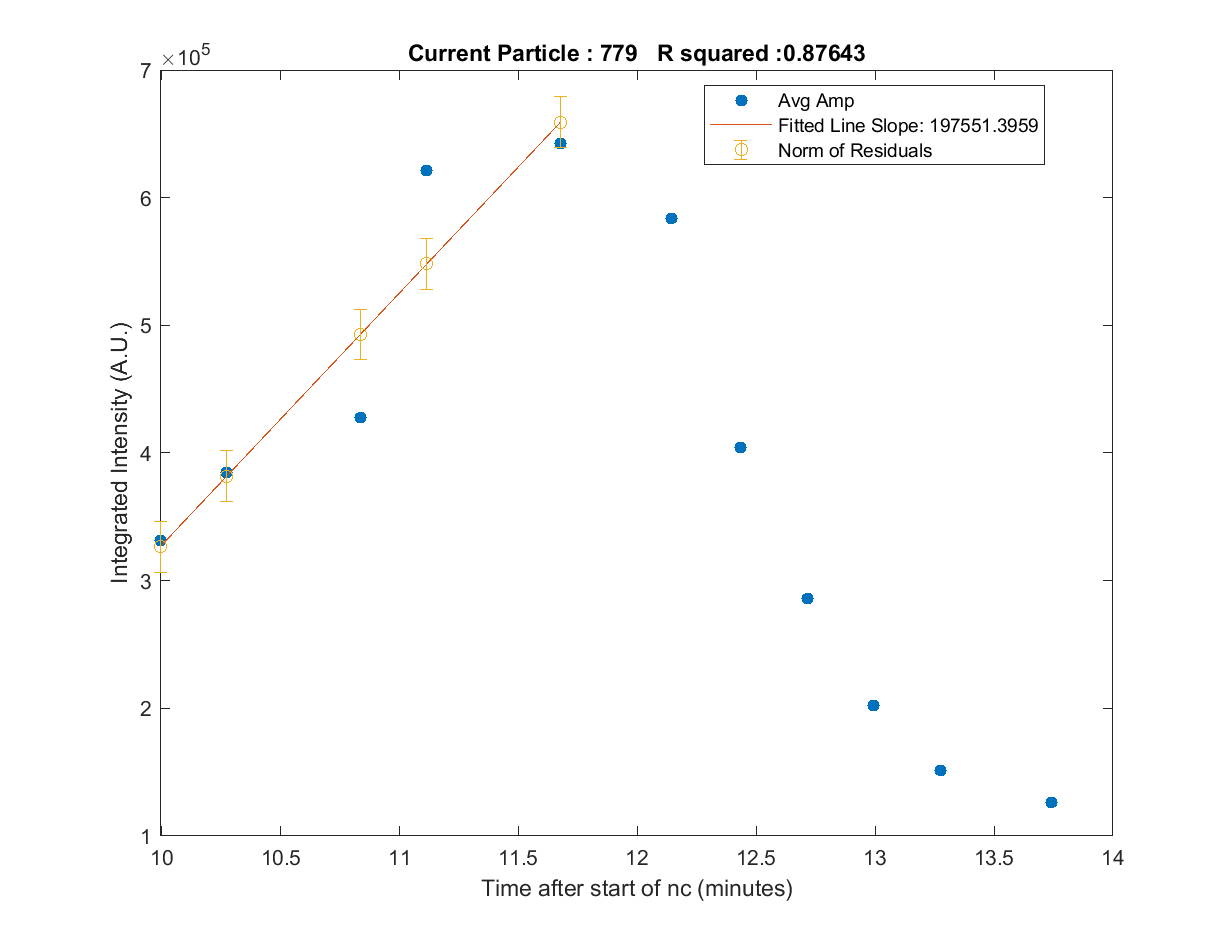 Current Particle : 779 R squared :0.87643
×10⁵
Avg Amp
Fitted Line Slope: 197551.3959
Norm of Residuals
7
6
5
4
3
2
1
Integrated Intensity (A.U.)
10 10.5 11 11.5 12 12.5 13 13.5 14
Time after start of nc (minutes)